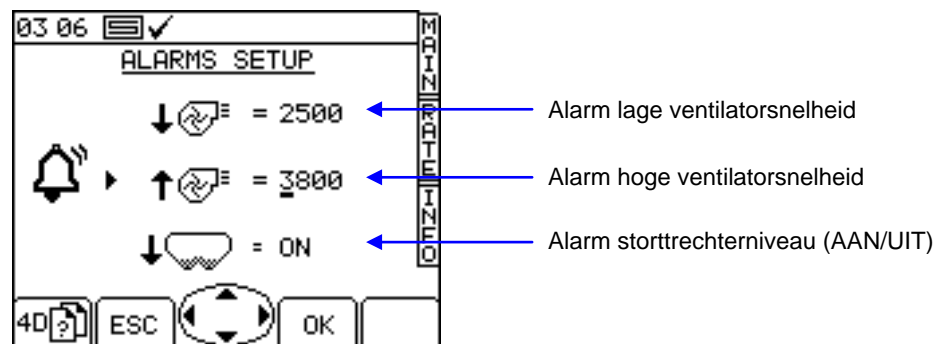 03 06
ALARMS SETUP
= 2500
= 3800
= ON
4D ? ESC OK
MAIN
RATE
INFO
Alarm lage ventilatorsnelheid
Alarm hoge ventilatorsnelheid
Alarm storttrechterniveau (AAN/UIT)